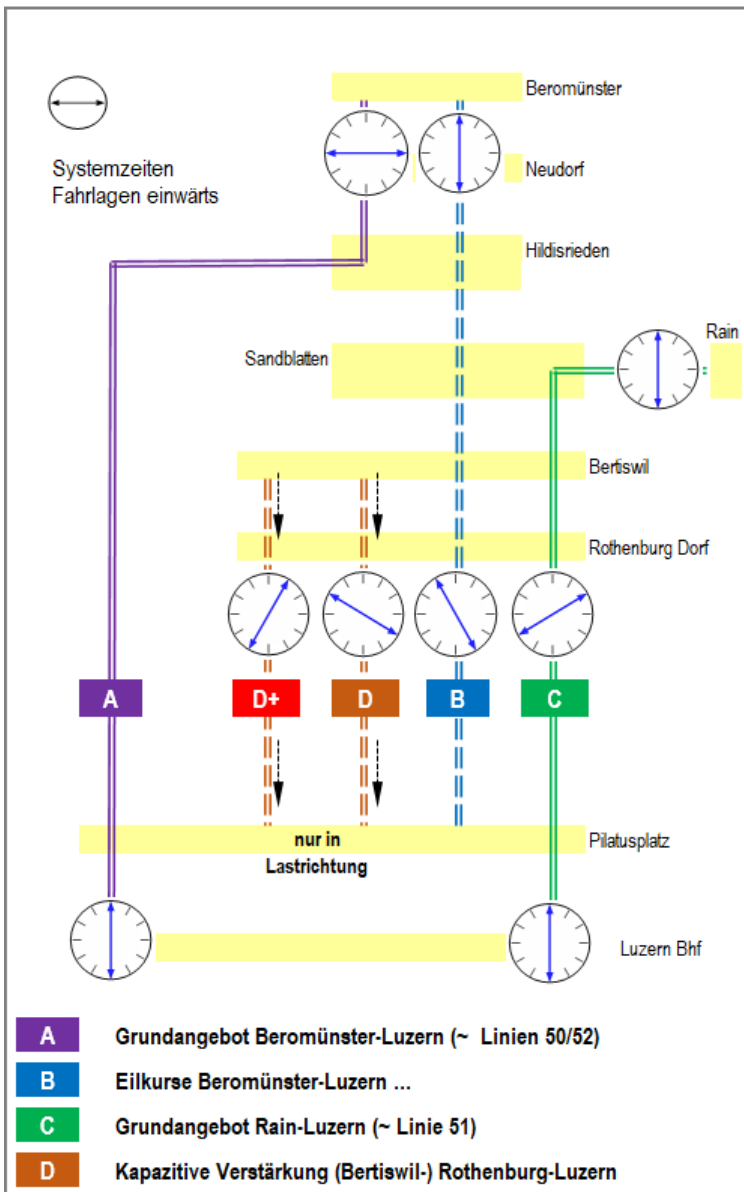 Beromünster
Systemzeiten
Fahrlagen einwärts
Neudorf
Hildisrieden
Rain
Sandblatten
Bertiswil
Rothenburg Dorf
A
D+
D
B
C
nur in
Lastrichtung
Pilatusplatz
Luzern Bhf
A Grundangebot Beromünster-Luzern (~ Linien 50/52)
B Eilkurse Beromünster-Luzern ...
C Grundangebot Rain-Luzern (~ Linie 51)
D Kapazitive Verstärkung (Bertiswil-) Rothenburg-Luzern